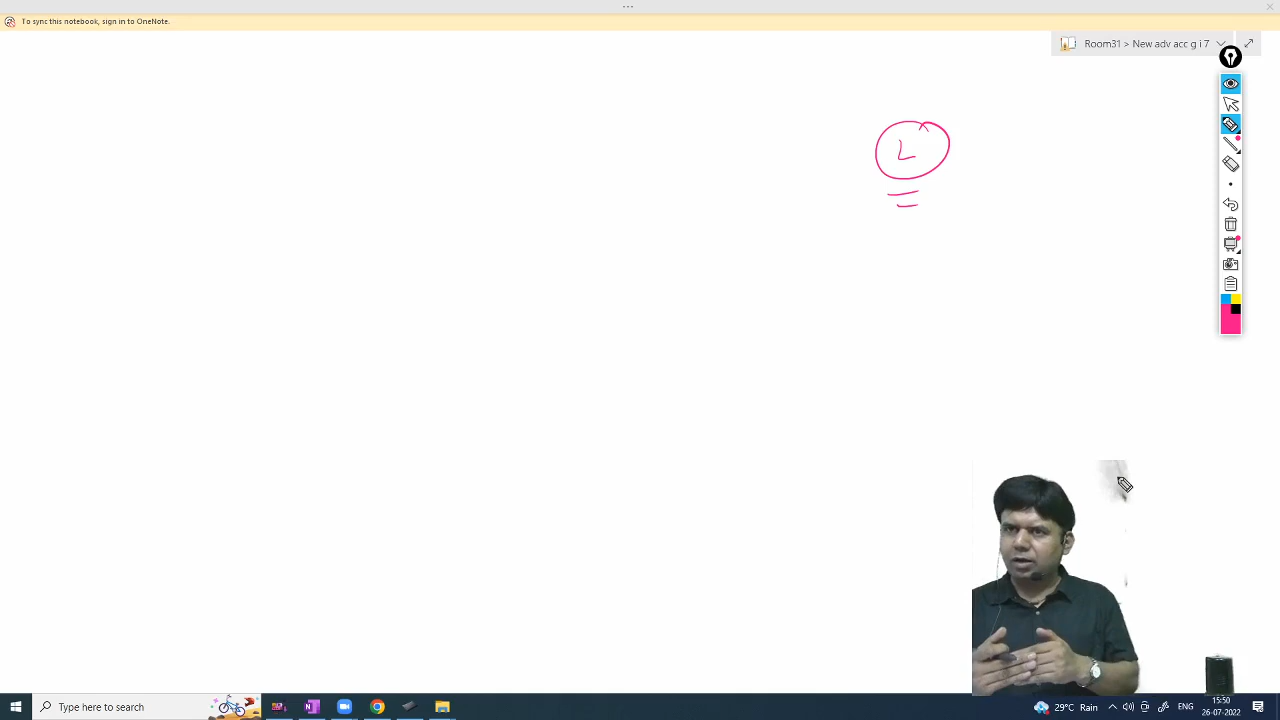 To sync this notebook, sign in to OneNote.
Room31 > New adv acc g i 7
L
Type here to search
29°C Rain
ENG
15:50
26-07-2022